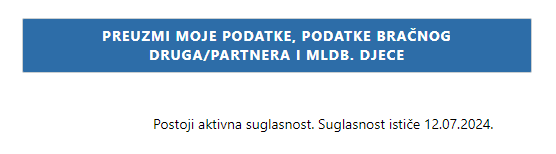 PREUZMI MOJE PODATKE, PODATKE BRAČNOG
DRUGA/PARTNERA I MLDB. DJECE
Postoji aktivna suglasnost. Suglasnost ističe 12.07.2024.